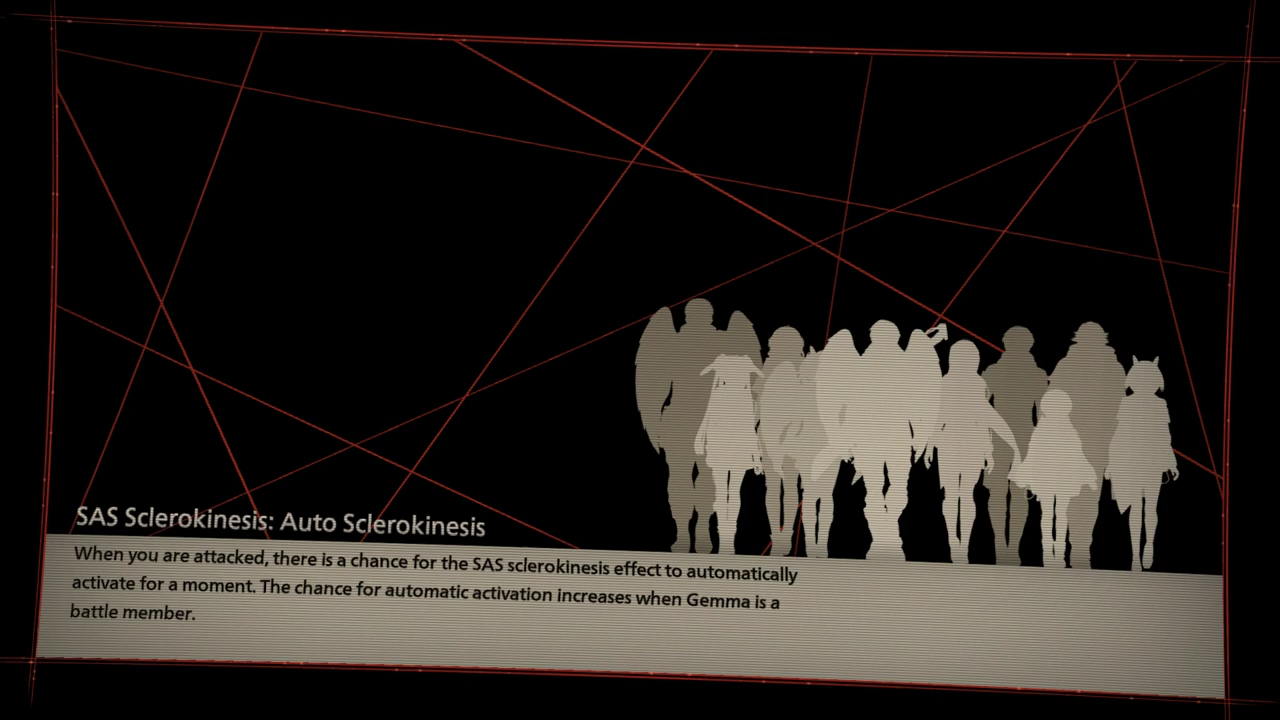 SAS Sclerokinesis: Auto Sclerokinesis
When you are attacked, there is a chance for the SAS sclerokinesis effect to automatically
activate for a moment. The chance for automatic activation increases when Gemma is a
battle member.